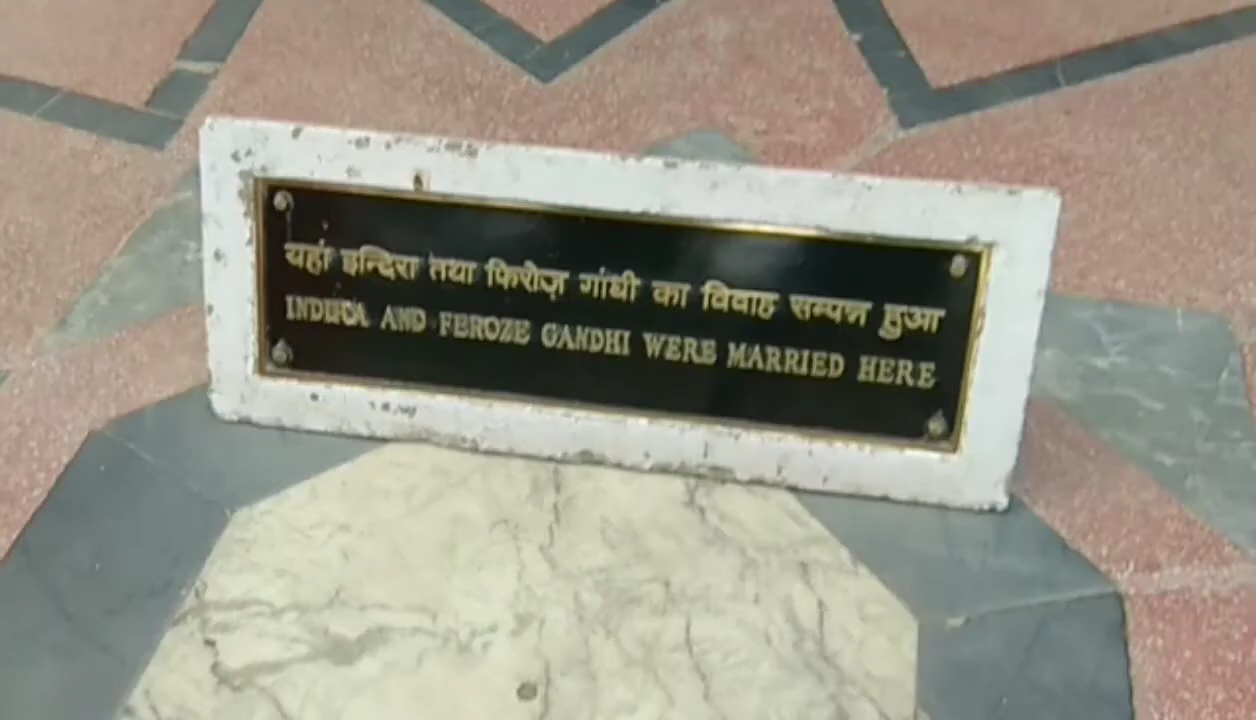 यहां इन्दिरा तथा फिरोज़ गांधी का विवाह सम्पन्न हुआ
INDIRA AND FEROZE GANDHI WERE MARRIED HERE